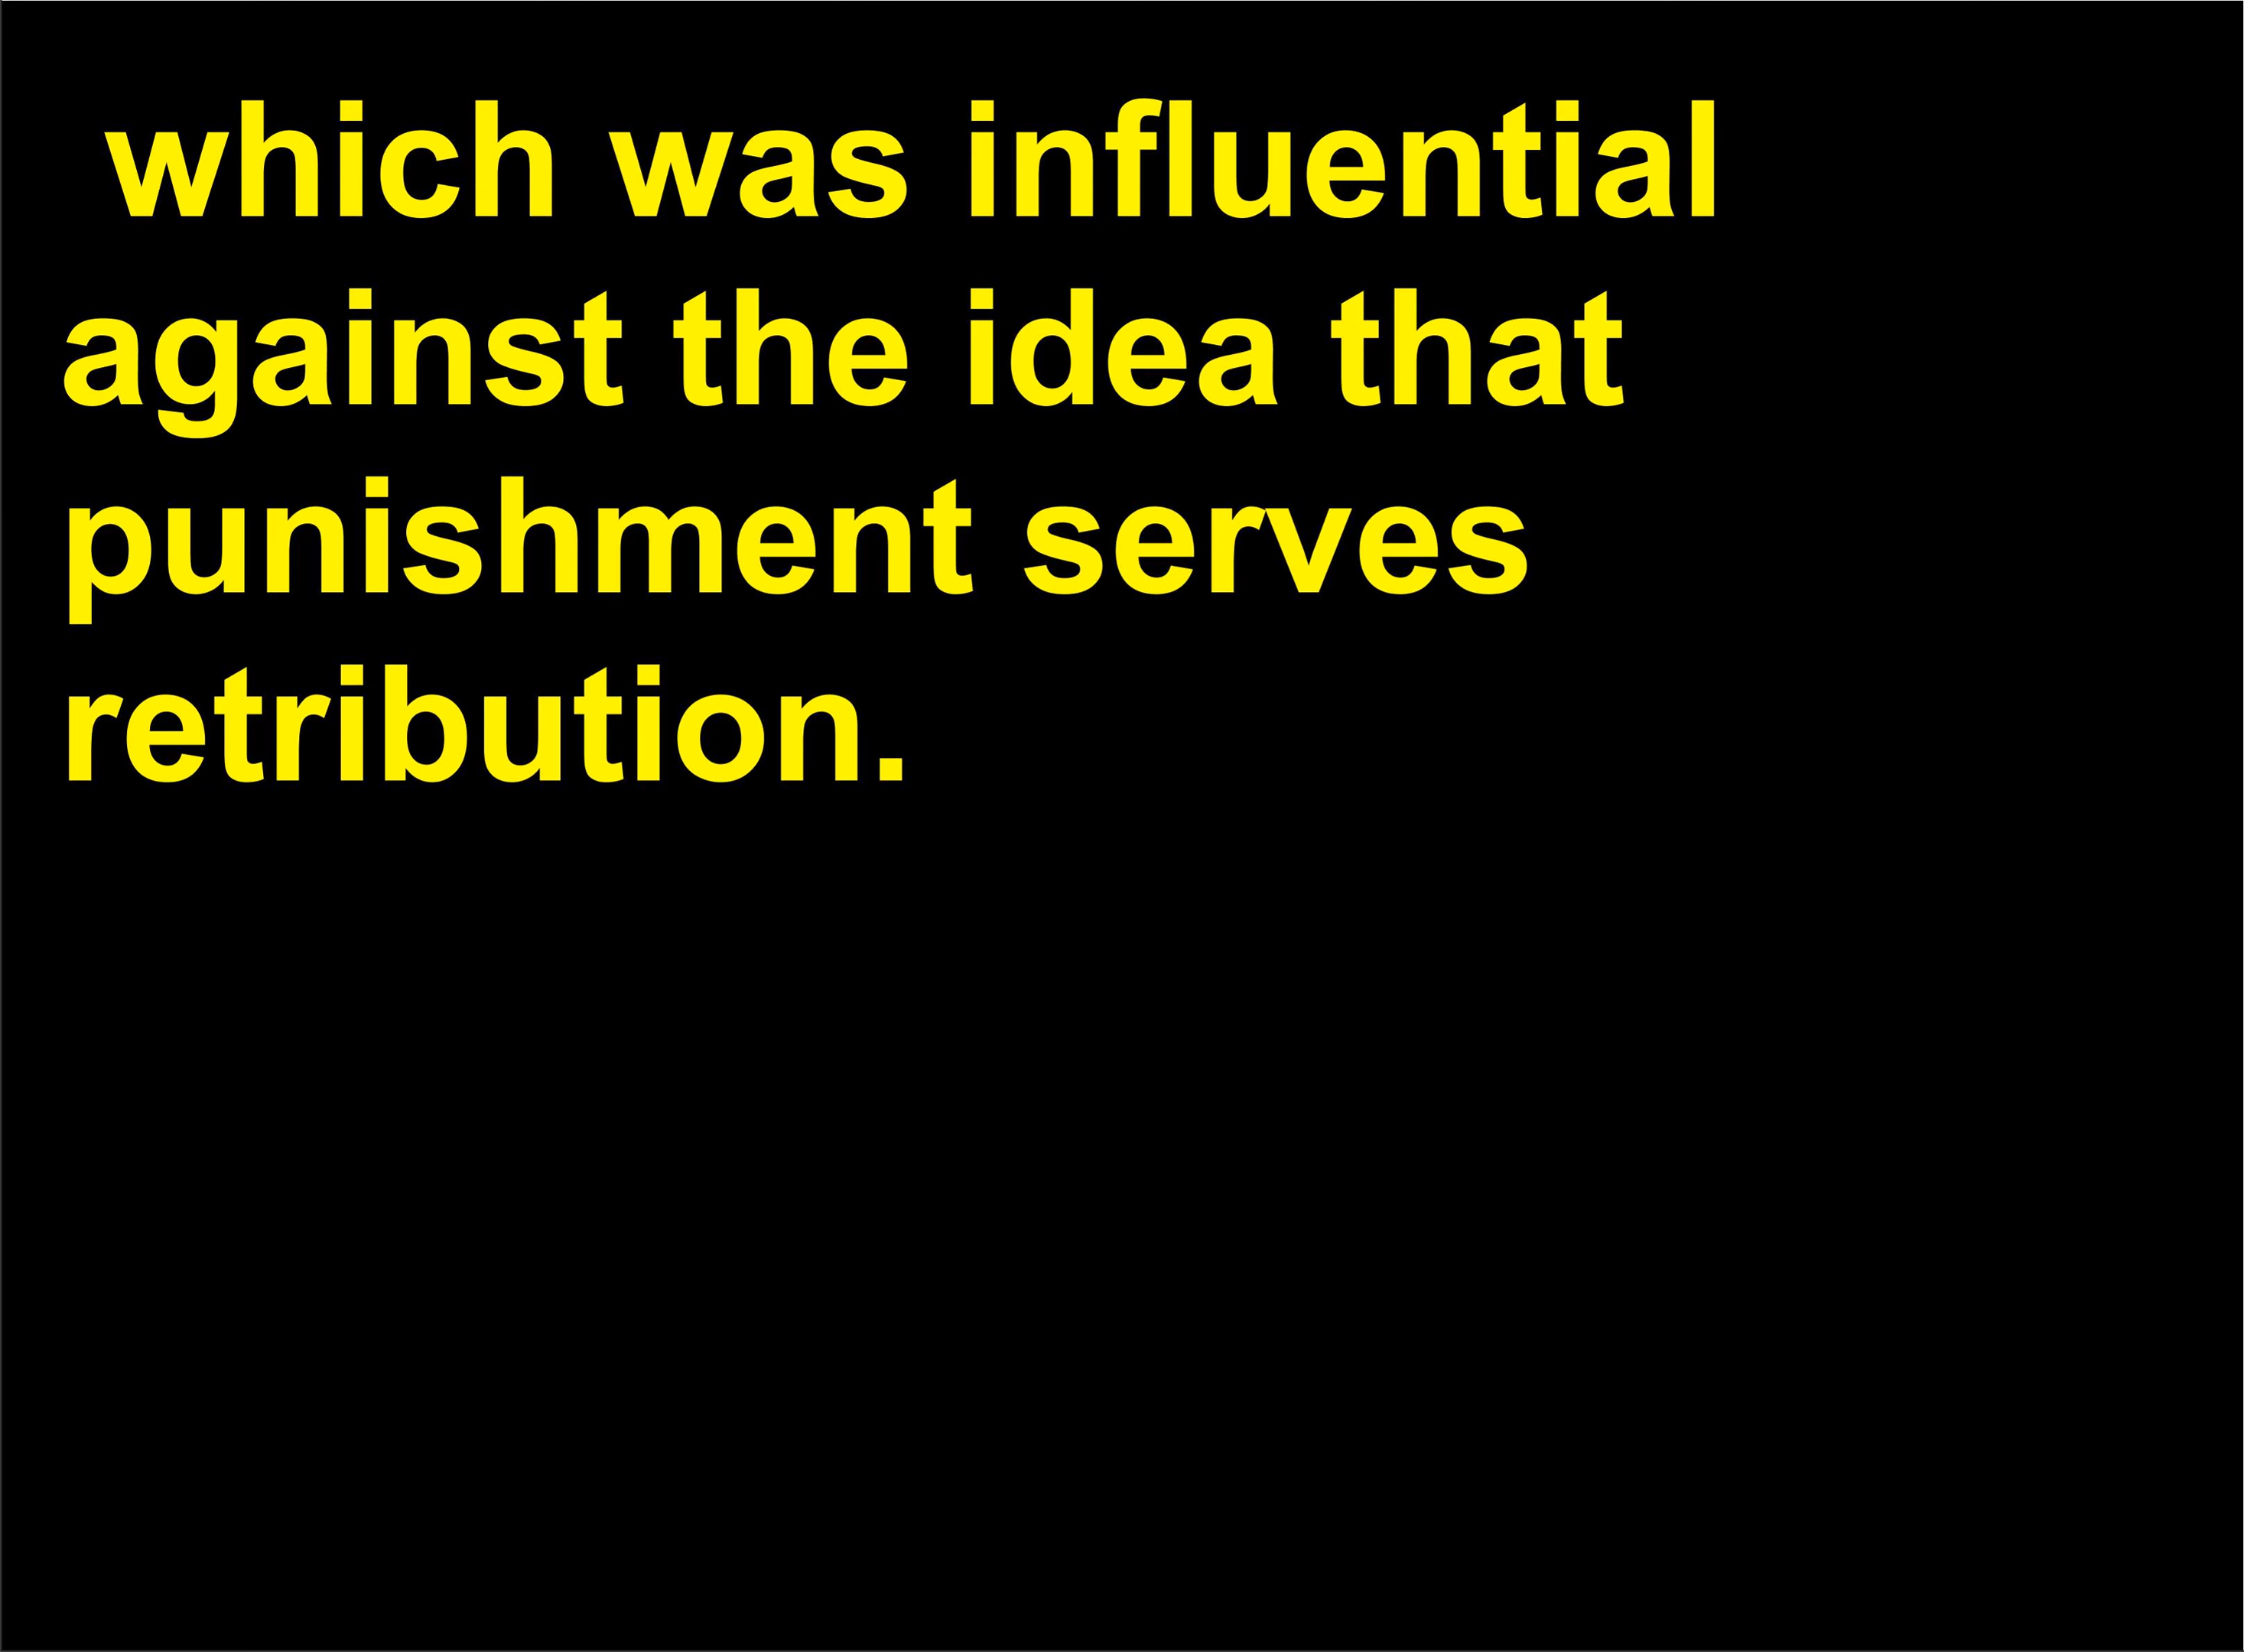 which was influential
against the idea that
punishment serves
retribution.